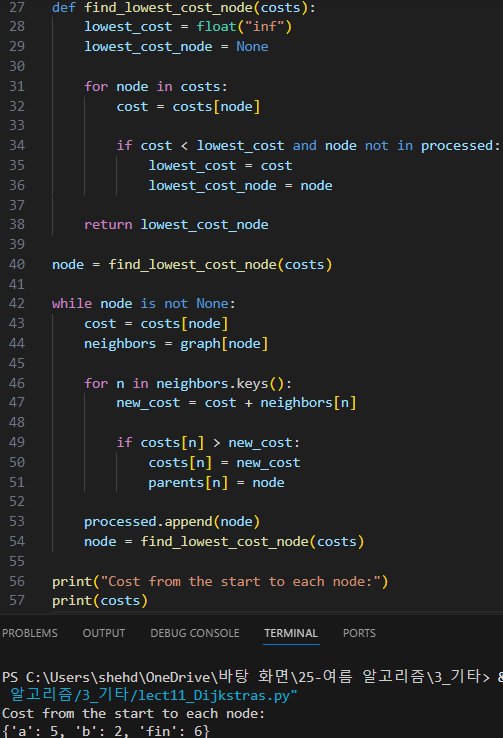 27 def find_lowest_cost_node(costs):
28     lowest_cost = float("inf")
29     lowest_cost_node = None
30
31     for node in costs:
32         cost = costs[node]
33
34         if cost < lowest_cost and node not in processed:
35             lowest_cost = cost
36             lowest_cost_node = node
37
38     return lowest_cost_node
39
40 node = find_lowest_cost_node(costs)
41
42 while node is not None:
43     cost = costs[node]
44     neighbors = graph[node]
45
46     for n in neighbors.keys():
47         new_cost = cost + neighbors[n]
48
49         if costs[n] > new_cost:
50             costs[n] = new_cost
51             parents[n] = node
52
53     processed.append(node)
54     node = find_lowest_cost_node(costs)
55
56 print("Cost from the start to each node:")
57 print(costs)
PROBLEMS OUTPUT DEBUG CONSOLE TERMINAL PORTS
PS C:\Users\shehd\OneDrive\바탕 화면\25-여름 알고리즘\3_기타> &
알고리즘/3_기타/lect11_Dijkstras.py"
Cost from the start to each node:
{'a': 5, 'b': 2, 'fin': 6}